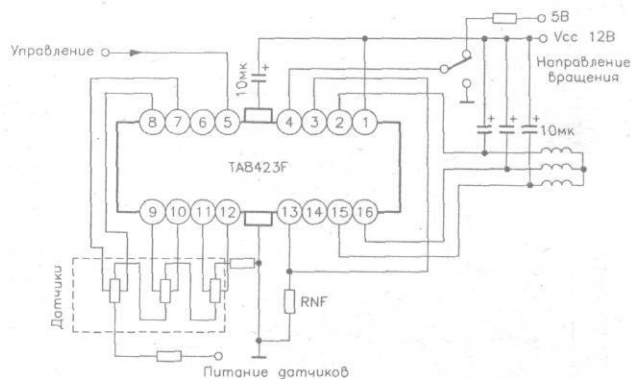 5В
Vcc 12В
Управление
Направление
вращения
10мк
+
+
+
+
10мк
8
7
6
5
4
3
2
1
TA8423F
9
10
11
12
13
14
15
16
RNF
Датчики
Питание датчиков